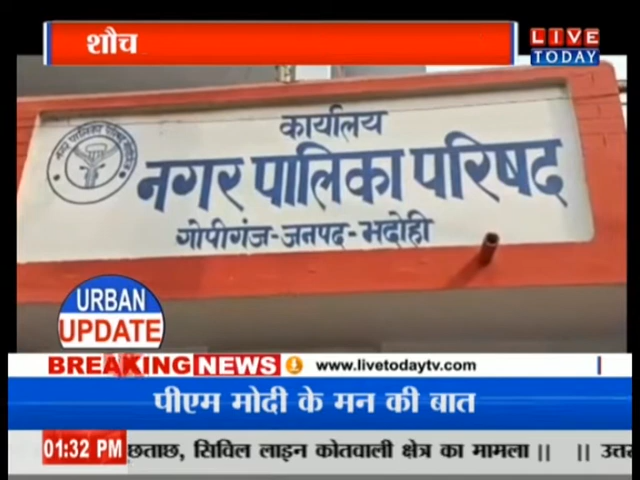 शौच
LIVE
TODAY
कार्यालय
नगर पालिका परिषद
गोपीगंज-जनपद-भदोही
URBAN
UPDATE
BREAKING NEWS www.livetodaytv.com
पीएम मोदी के मन की बात
01:32 PM छताछ, सिविल लाइन कोतवाली क्षेत्र का मामला || || उत्तर